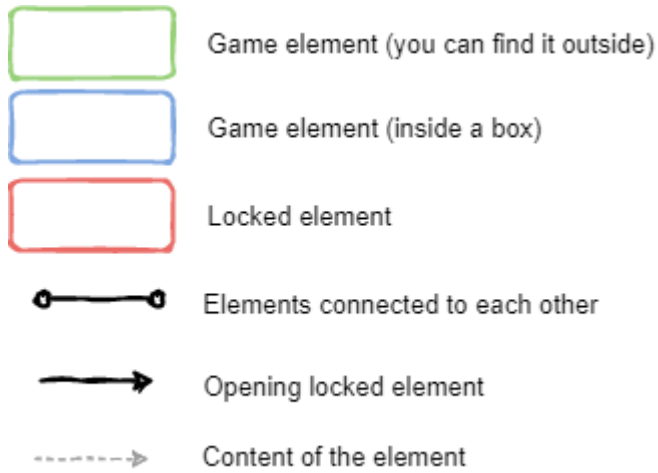 Game element (you can find it outside)
Game element (inside a box)
Locked element
Elements connected to each other
Opening locked element
Content of the element